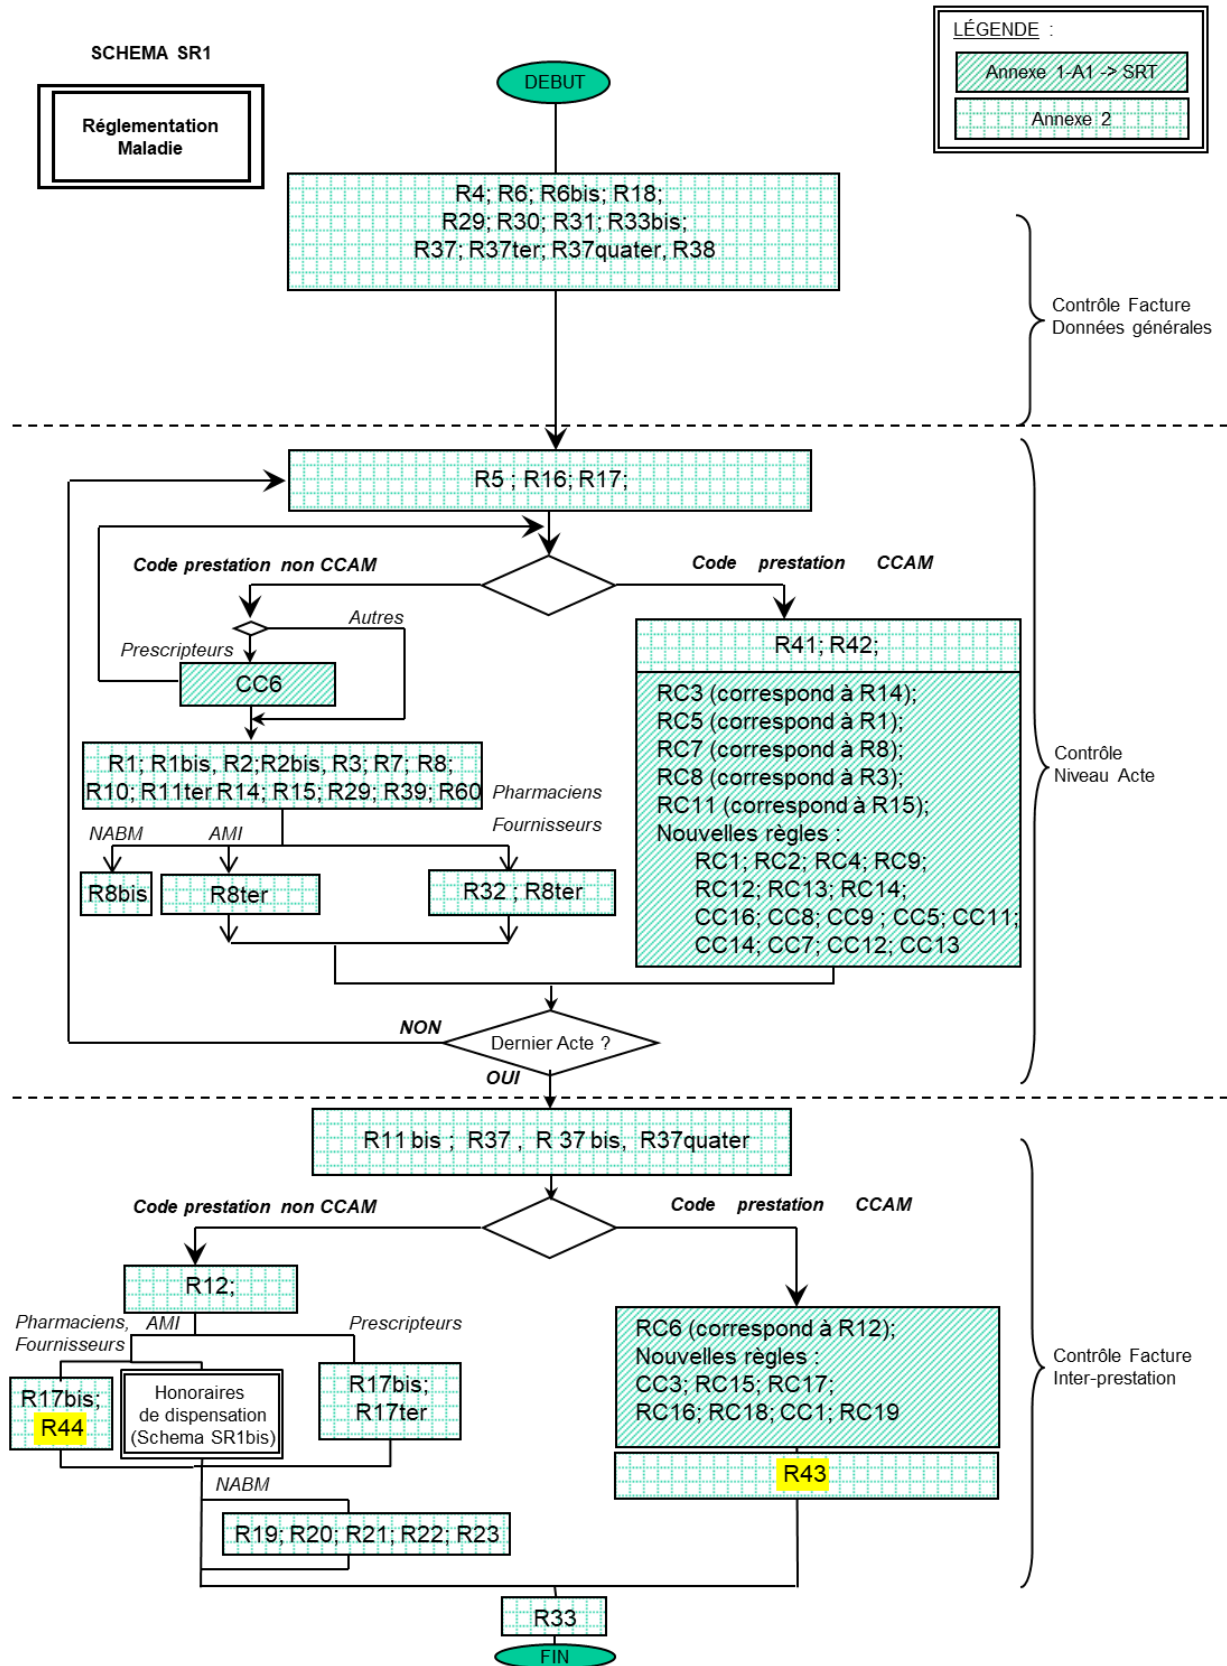 SCHEMA SR1
Réglementation
Maladie
DEBUT
LÉGENDE :
Annexe 1-A1 -> SRT
Annexe 2
R4; R6; R6bis; R18;
R29; R30; R31; R33bis;
R37; R37ter; R37quater, R38
Contrôle Facture
Données générales
R5 ; R16; R17;
Code prestation non CCAM
Code prestation CCAM
Autres
Prescripteurs
CC6
R41; R42;
RC3 (correspond à R14);
RC5 (correspond à R1);
RC7 (correspond à R8);
RC8 (correspond à R3);
RC11 (correspond à R15);
Nouvelles règles :
RC1; RC2; RC4; RC9;
RC12; RC13; RC14;
CC16; CC8; CC9 ; CC5; CC11;
CC14; CC7; CC12; CC13
Contrôle
Niveau Acte
R1; R1bis, R2;R2bis, R3; R7; R8;
R10; R11ter R14; R15; R29; R39; R60
Pharmaciens
Fournisseurs
NABM
AMI
R8bis
R8ter
R32 ; R8ter
NON
Dernier Acte ?
OUI
R11 bis ; R37 , R 37 bis, R37quater
Code prestation non CCAM
Code prestation CCAM
R12;
Pharmaciens,
Fournisseurs
AMI
Prescripteurs
R17bis;
R44
Honoraires
de dispensation
(Schema SR1bis)
R17bis;
R17ter
RC6 (correspond à R12);
Nouvelles règles :
CC3; RC15; RC17;
RC16; RC18; CC1; RC19
R43
Contrôle Facture
Inter-prestation
NABM
R19; R20; R21; R22; R23
R33
FIN